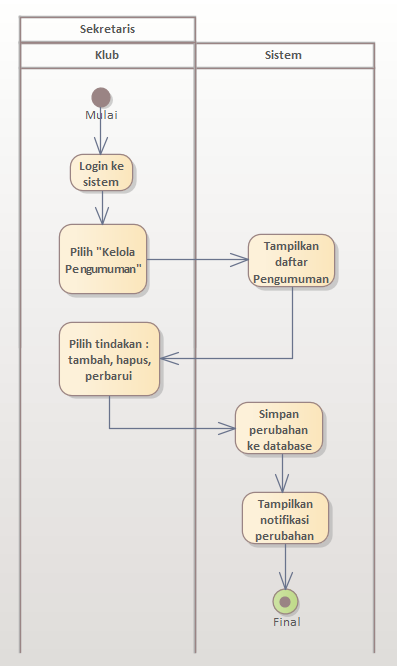 Sekretaris
Klub
Sistem
Mulai
Login ke
sistem
Pilih "Kelola
Pengumuman"
Tampilkan
daftar
Pengumuman
Pilih tindakan :
tambah, hapus,
perbarui
Simpan
perubahan
ke database
Tampilkan
notifikasi
perubahan
Final